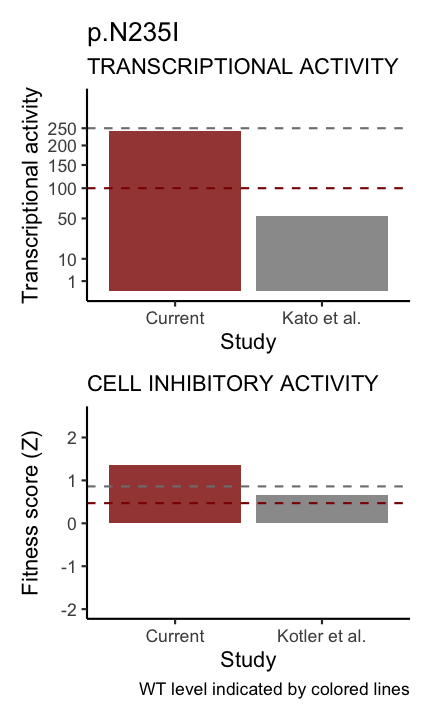 p.N235I
TRANSCRIPTIONAL ACTIVITY
Transcriptional activity
250
200
150
100
50
10
1
Current
Kato et al.
Study
CELL INHIBITORY ACTIVITY
Fitness score (Z)
2
1
0
-1
-2
Current
Kotler et al.
Study
WT level indicated by colored lines